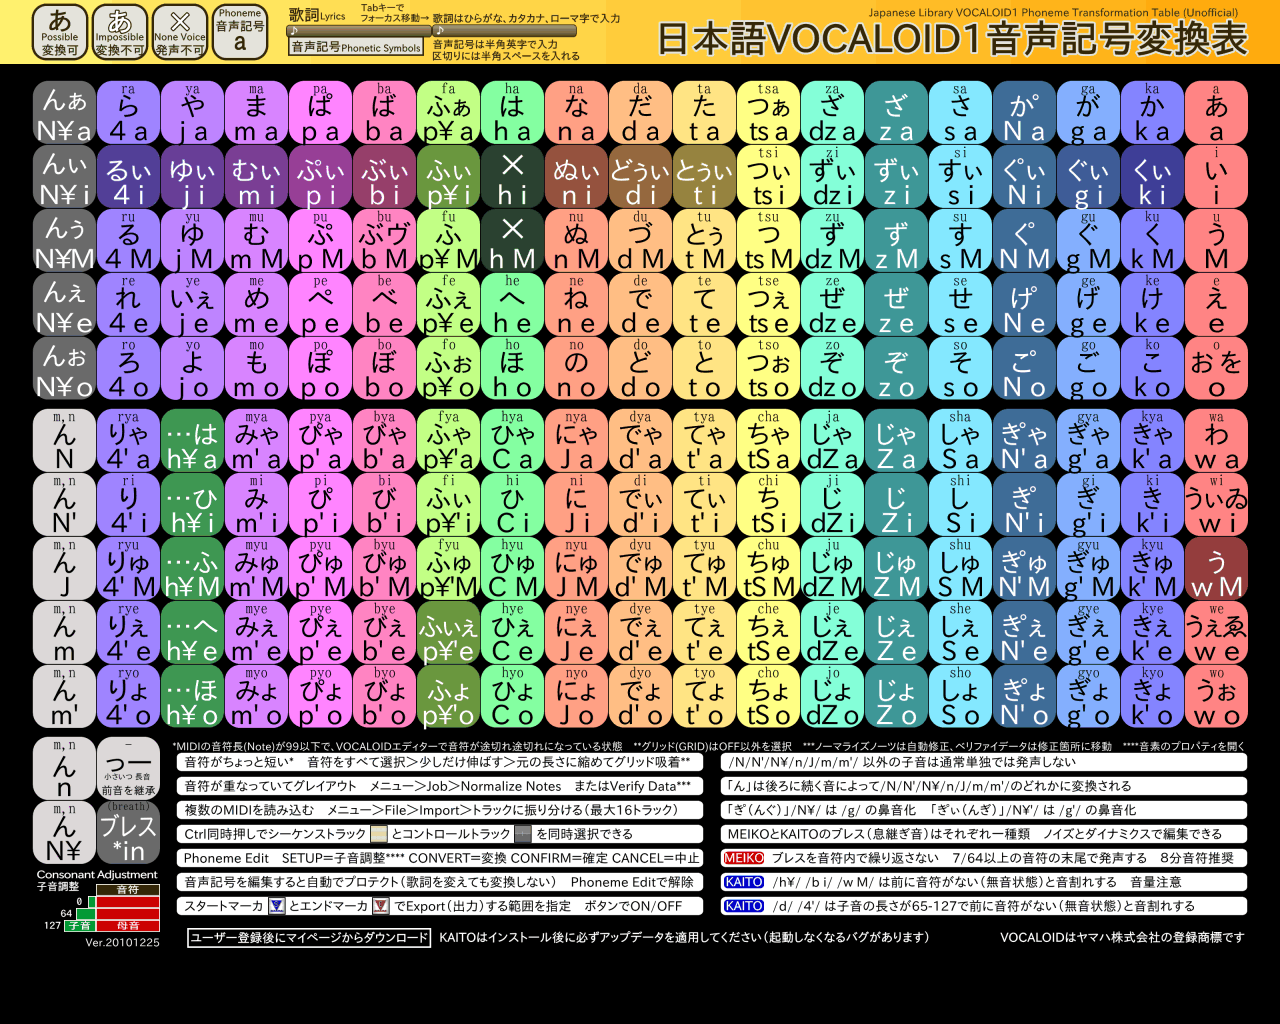 あ Possible 変換可
あ Impossible 変換不可
× None Voice 発声不可
Phoneme 音声記号 a
歌詞Lyrics
Tabキーで
フォーカス移動→
歌詞はひらがな、カタカナ、ローマ字で入力
♪ ♪
音声記号Phonetic Symbols
音声記号は半角英字で入力
区切りには半角スペースを入れる
Japanese Library VOCALOID1 Phoneme Transformation Table (Unofficial)
日本語VOCALOID1音声記号変換表
ra ya ma pa ba fa ha na da ta tsa za sa ga ka a
んぁ ら や ま ぱ ば ふぁ は な だ た つぁ ざ ざ さ か゚ が か あ
N¥a 4 a j a m a p a b a p¥a h a n a d a t a ts a dz a z a s a N a g a k a a
tsi zi si i
んぃ るぃ ゆぃ むぃ ぷぃ ぶぃ ふぃ × ぬぃ どぅぃ とぅぃ つぃ ずぃ ずぃ すぃ く゚ぃ ぐぃ くぃ い
N¥i 4 i j i m i p i b i p¥i h i n i d i t i ts i dz i z i s i N i g i k i i
ru yu mu pu bu fu nu du tu tsu zu su gu ku u
んぅ る ゆ む ぷ ぶヴ ふ × ぬ づ とぅ つ ず ず す く゚ ぐ く う
N¥M 4 M j M m M p M b M p¥ M h M n M d M t M ts M dz M z M s M N M g M k M M
re ye me pe be fe he ne de te tse ze se ge ke e
んぇ れ いぇ め ぺ べ ふぇ へ ね で て つぇ ぜ ぜ せ け゚ げ け え
N¥e 4 e j e m e p e b e p¥e h e n e d e t e ts e dz e z e s e N e g e k e e
ro yo mo po bo fo ho no do to tso zo so go ko o
んぉ ろ よ も ぽ ぼ ふぉ ほ の ど と つぉ ぞ ぞ そ こ゚ ご こ おを
N¥o 4 o j o m o p o b o p¥o h o n o d o t o ts o dz o z o s o N o g o k o o
m,n rya mya pya bya fya hya nya dya tya cha ja sha gya kya wa
ん りゃ …は みゃ ぴゃ びゃ ふゃ ひゃ にゃ でゃ てゃ ちゃ じゃ じゃ しゃ き゚ゃ ぎゃ きゃ わ
N 4' a h¥ a m' a p' a b' a p¥'a C a J a d' a t' a tS a dZ a Z a S a N' a g' a k' a w a
m,n ri mi pi bi fi hi ni di ti chi ji shi gi ki wi
ん り …ひ み ぴ び ふぃ ひ に でぃ てぃ ち じ じ し き゚ ぎ き うぃゐ
N' 4' i h¥ i m' i p' i b' i p¥'i C i J i d' i t' i tS i dZ i Z i S i N' i g' i k' i w i
m,n ryu myu pyu byu fyu hyu nyu dyu tyu chu ju shu gyu kyu
ん りゅ …ふ みゅ ぴゅ びゅ ふゅ ひゅ にゅ でゅ てゅ ちゅ じゅ じゅ しゅ き゚ゅ ぎゅ きゅ う
J 4' M h¥ M m' M p' M b' M p¥'M C M J M d' M t' M tS M dZ M Z M S M N' M g' M k' M w M
m,n rye mye pye bye hye nye dye tye che je she gye kye we
ん りぇ …へ みぇ ぴぇ びぇ ふぃぇ ひぇ にぇ でぇ てぇ ちぇ じぇ じぇ しぇ き゚ぇ ぎぇ きぇ うぇゑ
m 4' e h¥ e m' e p' e b' e p¥'e C e J e d' e t' e tS e dZ e Z e S e N' e g' e k' e w e
m,n ryo myo pyo byo hyo nyo dyo tyo cho jo sho gyo kyo wo
ん りょ …ほ みょ ぴょ びょ ふょ ひょ にょ でょ てょ ちょ じょ じょ しょ き゚ょ ぎょ きょ うぉ
m' 4' o h¥ o m' o p' o b' o p¥'o C o J o d' o t' o tS o dZ o Z o S o N' o g' o k' o w o
m,n ん n
- っー 小さいつ 長音 前音を継承
m,n ん N¥
(breath) ブレス *in
Consonant Adjustment
子音調整 音符
0
64
127 子音 母音
Ver.20101225
*MIDIの音符長(Note)が99以下で、VOCALOIDエディターで音符が途切れ途切れになっている状態 **グリッド(GRID)はOFF以外を選択 ***ノーマライズノーツは自動修正、ベリファイデータは修正箇所に移動 ****音素のプロパティを開く
音符がちょっと短い* 音符をすべて選択＞少しだけ伸ばす＞元の長さに縮めてグリッド吸着**
音符が重なっていてグレイアウト メニュー＞Job＞Normalize Notes またはVerify Data***
複数のMIDIを読み込む メニュー＞File＞Import＞トラックに振り分ける（最大16トラック）
Ctrl同時押しでシーケンストラック とコントロールトラック を同時選択できる
Phoneme Edit SETUP=子音調整**** CONVERT=変換 CONFIRM=確定 CANCEL=中止
音声記号を編集すると自動でプロテクト（歌詞を変えても変換しない） Phoneme Editで解除
スタートマーカ とエンドマーカ でExport（出力）する範囲を指定 ボタンでON/OFF
/N/N'/N¥/n/J/m/m'/ 以外の子音は通常単独では発声しない
「ん」は後ろに続く音によって/N/N'/N¥/n/J/m/m'/のどれかに変換される
「き゚（んぐ）」/N¥/ は /g/ の鼻音化 「き゚ぃ（んぎ）」/N¥'/ は /g'/ の鼻音化
MEIKOとKAITOのブレス（息継ぎ音）はそれぞれ一種類 ノイズとダイナミクスで編集できる
MEIKO ブレスを音符内で繰り返さない 7/64以上の音符の末尾で発声する 8分音符推奨
KAITO /h¥/ /b i/ /w M/ は前に音符がない（無音状態）と音割れする 音量注意
KAITO /d/ /4'/ は子音の長さが65-127で前に音符がない（無音状態）と音割れする
ユーザー登録後にマイページからダウンロード
KAITOはインストール後に必ずアップデータを適用してください（起動しなくなるバグがあります）
VOCALOIDはヤマハ株式会社の登録商標です